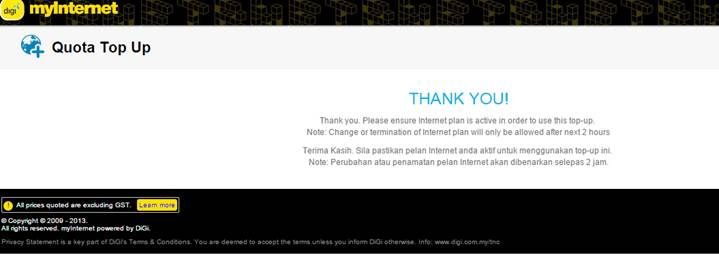 digi myInternet
Quota Top Up
THANK YOU!
Thank you. Please ensure Internet plan is active in order to use this top-up.
Note: Change or termination of Internet plan will only be allowed after next 2 hours
Terima Kasih. Sila pastikan pelan Internet anda aktif untuk menggunakan top-up ini.
Note: Perubahan atau penamatan pelan Internet akan dibenarkan selepas 2 jam.
! All prices quoted are excluding GST. Learn more
© Copyright © 2009 - 2013.
All rights reserved. myInternet powered by DiGi.
Privacy Statement is a key part of DiGi's Terms & Conditions. You are deemed to accept the terms unless you inform DiGi otherwise. Info: www.digi.com.my/tnc